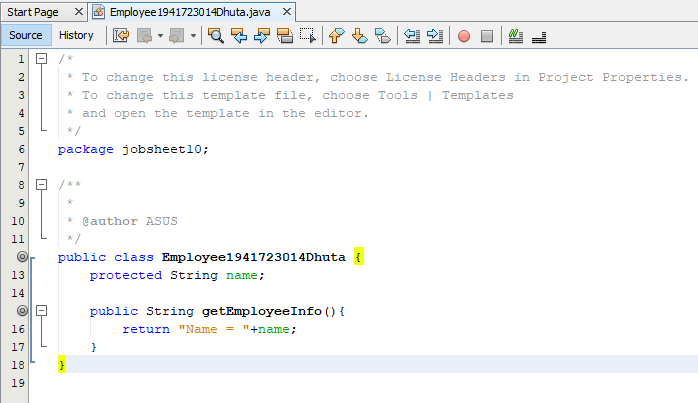 Start Page Employee1941723014Dhuta.java
Source History
1 /*
2 * To change this license header, choose License Headers in Project Properties.
3 * To change this template file, choose Tools | Templates
4 * and open the template in the editor.
5 */
6 package jobsheet10;
7
8 /**
9 *
10 * @author ASUS
11 */
public class Employee1941723014Dhuta {
13 protected String name;
14
public String getEmployeeInfo(){
16 return "Name = "+name;
17 }
18 }
19